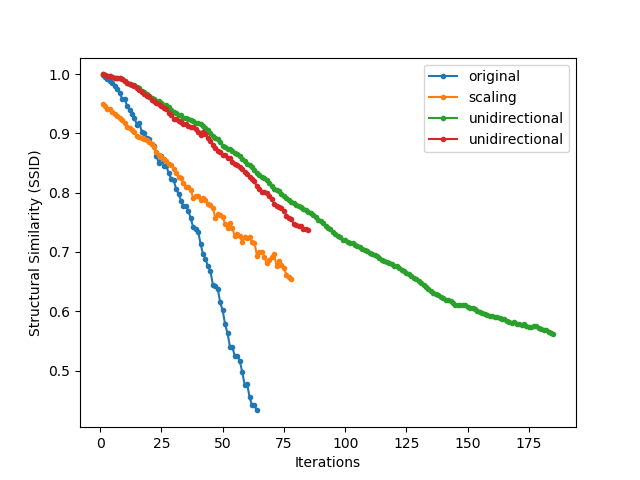 original
scaling
unidirectional
unidirectional
1.0
0.9
0.8
0.7
0.6
0.5
Structural Similarity (SSID)
0 25 50 75 100 125 150 175
Iterations